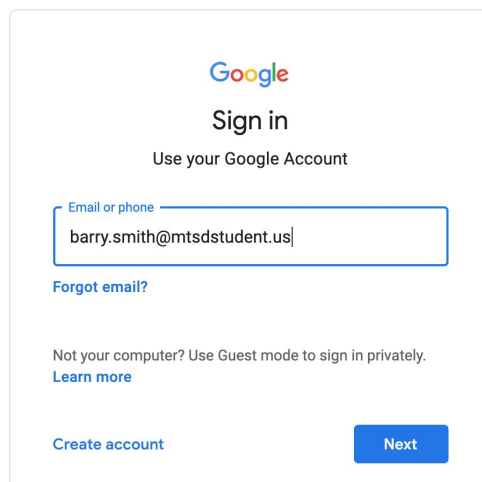 Google
Sign in
Use your Google Account
Email or phone
barry.smith@mtsdstudent.us
Forgot email?
Not your computer? Use Guest mode to sign in privately.
Learn more
Create account
Next